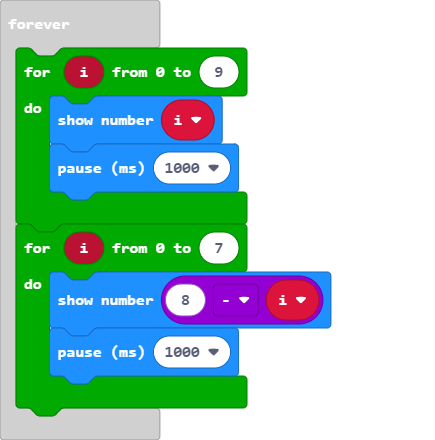 forever
for i from 0 to 9
do
show number i
pause (ms) 1000
for i from 0 to 7
do
show number 8 - i
pause (ms) 1000